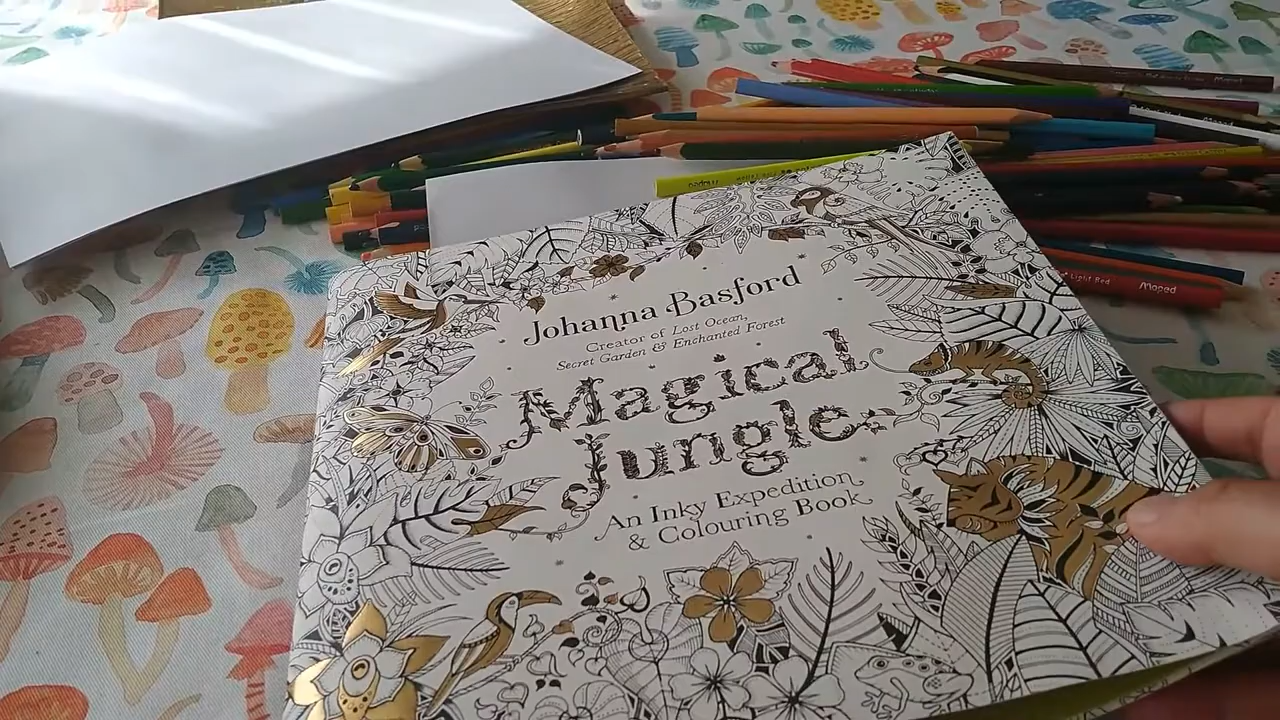 Johanna Basford
Creator of Lost Ocean,
Secret Garden & Enchanted Forest
Magical
Jungle
An Inky Expedition
& Colouring Book
Light Red Moped